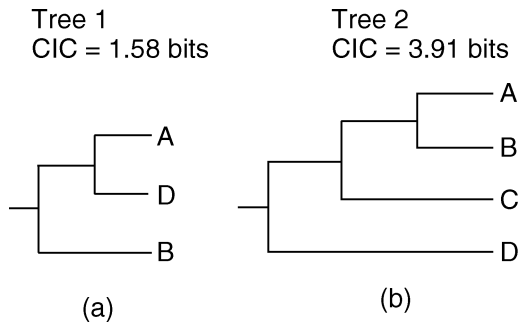 Tree 1
CIC = 1.58 bits
A
D
B
(a)
Tree 2
CIC = 3.91 bits
A
B
C
D
(b)